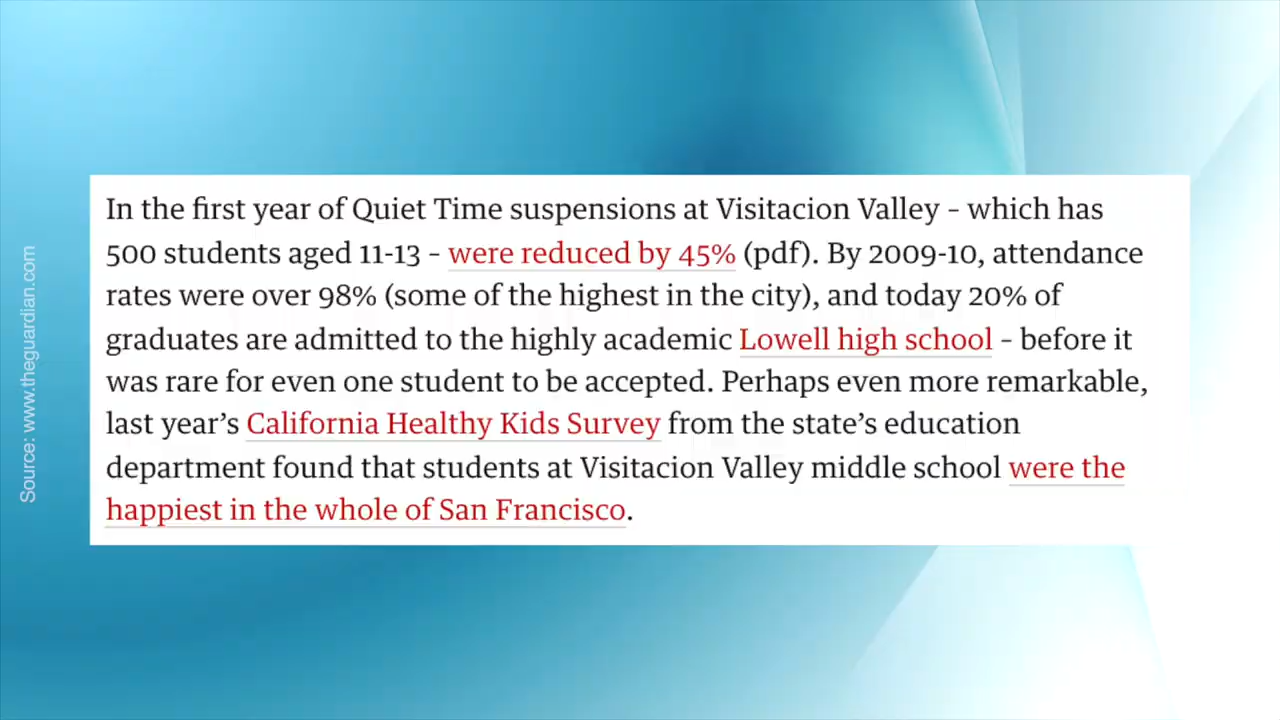 In the first year of Quiet Time suspensions at Visitacion Valley – which has
500 students aged 11-13 – were reduced by 45% (pdf). By 2009-10, attendance
rates were over 98% (some of the highest in the city), and today 20% of
graduates are admitted to the highly academic Lowell high school – before it
was rare for even one student to be accepted. Perhaps even more remarkable,
last year’s California Healthy Kids Survey from the state’s education
department found that students at Visitacion Valley middle school were the
happiest in the whole of San Francisco.
Source: www.theguardian.com